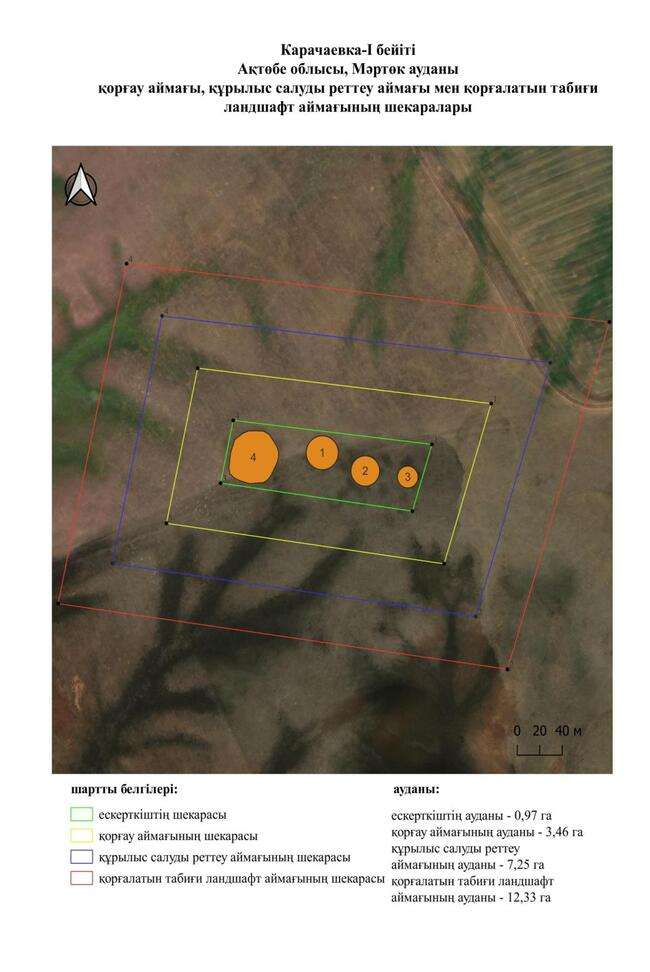 Карачаевка-I бейіті
Ақтөбе облысы, Мәртөк ауданы
қорғау аймағы, құрылыс салуды реттеу аймағы мен қорғалатын табиғи
ландшафт аймағының шекаралары
4
1
4
2
3
0 20 40 м
шартты белгілері:
ескерткіштің шекарасы
қорғау аймағының шекарасы
құрылыс салуды реттеу аймағының шекарасы
қорғалатын табиғи ландшафт аймағының шекарасы
ауданы:
ескерткіштің ауданы - 0,97 га
қорғау аймағының ауданы - 3,46 га
құрылыс салуды реттеу
аймағының ауданы - 7,25 га
қорғалатын табиғи ландшафт
аймағының ауданы - 12,33 га